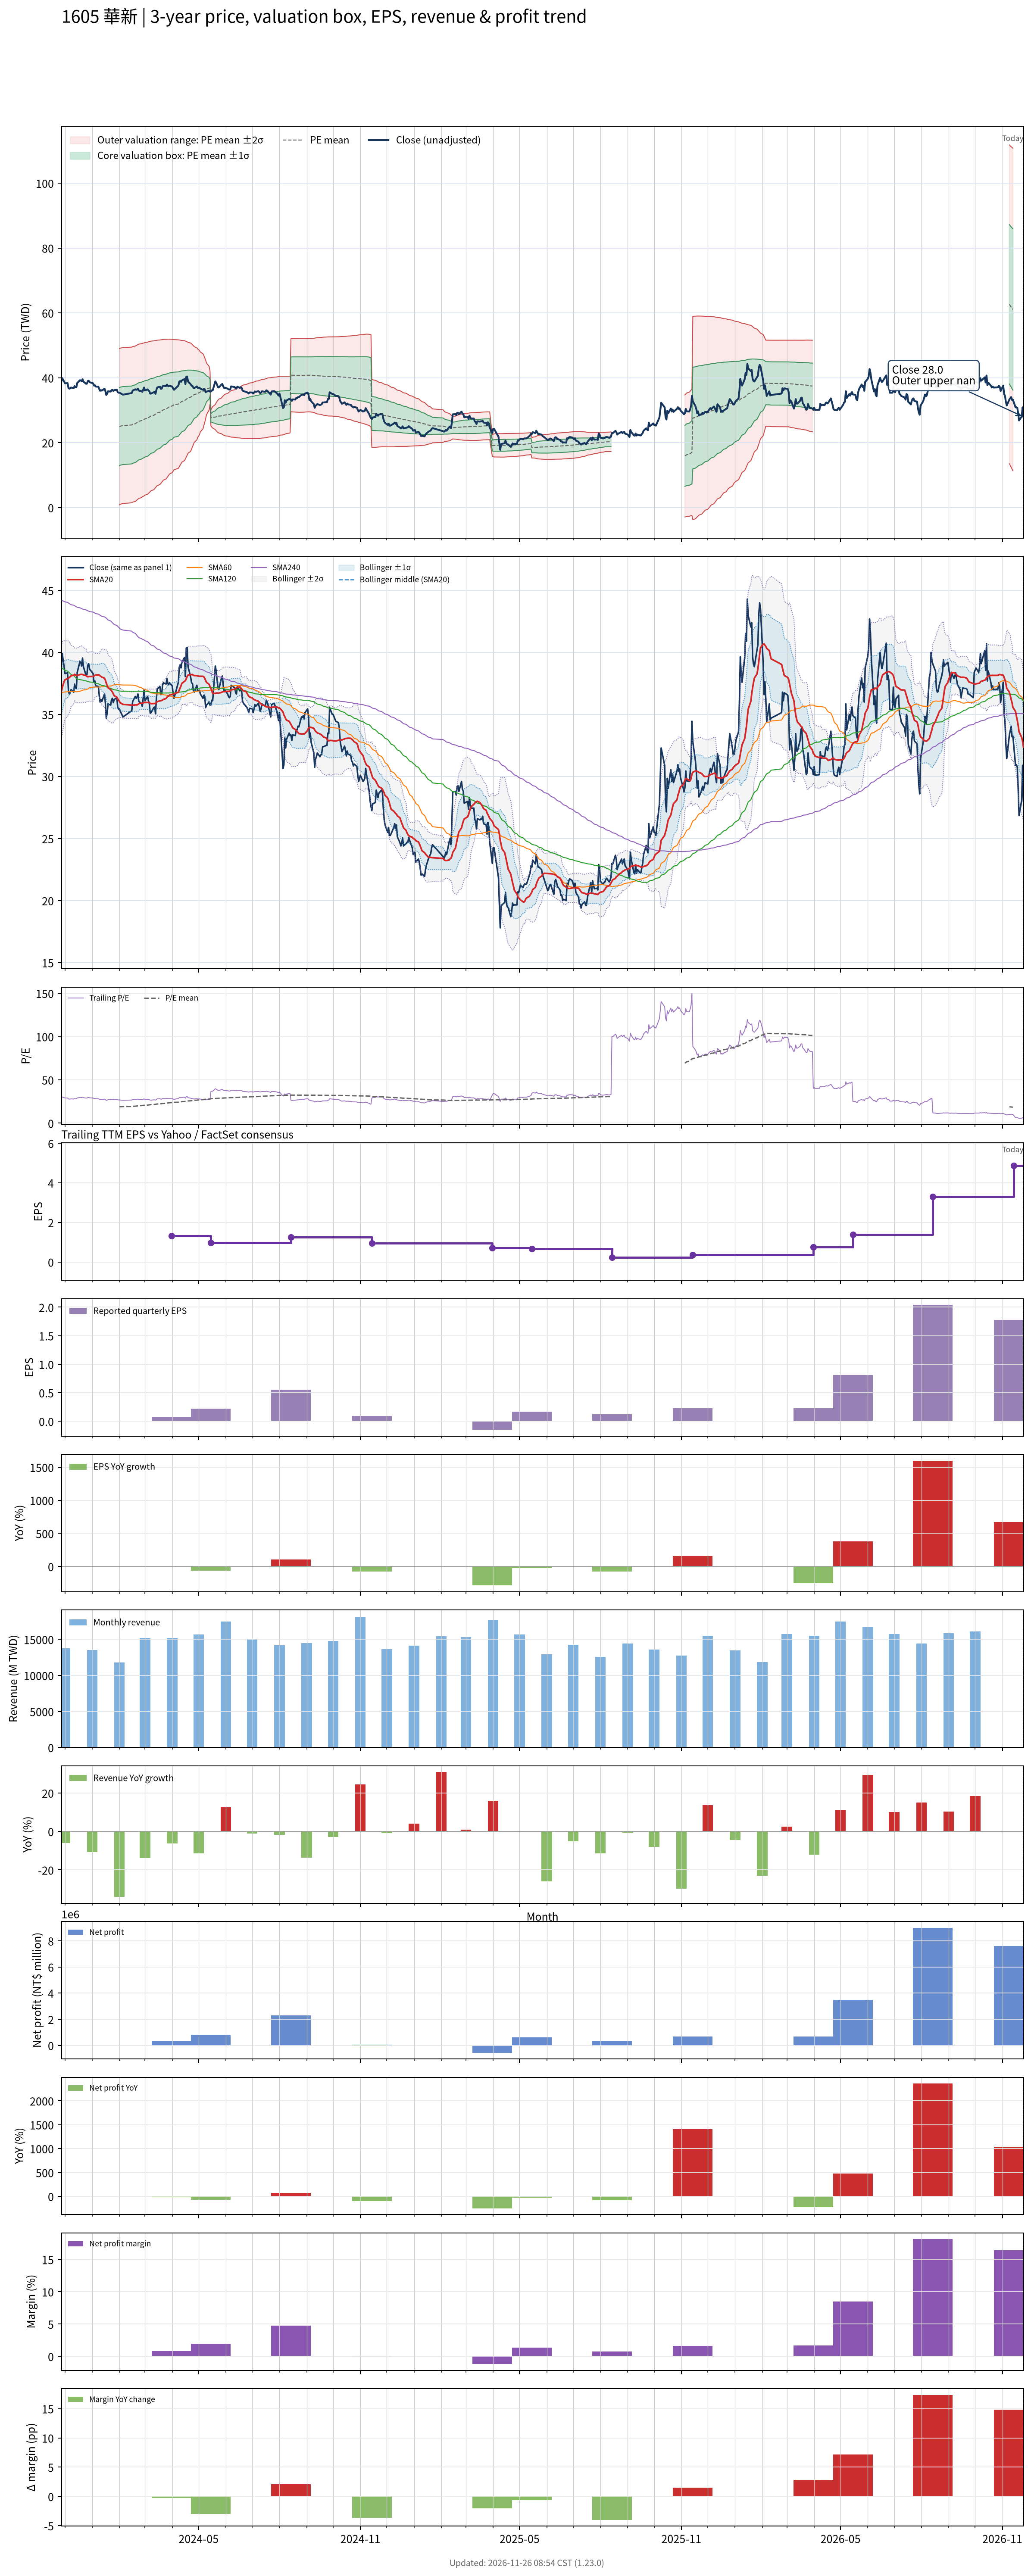 1605 華新 | 3-year price, valuation box, EPS, revenue & profit trend
Outer valuation range: PE mean ±2σ
Core valuation box: PE mean ±1σ
PE mean
Close (unadjusted)
Today
Price (TWD)
100
80
60
40
20
0
Close 28.0
Outer upper nan
Close (same as panel 1)
SMA20
SMA60
SMA120
SMA240
Bollinger ±2σ
Bollinger ±1σ
Bollinger middle (SMA20)
Price
45
40
35
30
25
20
15
Trailing P/E
P/E mean
P/E
150
100
50
0
Trailing TTM EPS vs Yahoo / FactSet consensus
Today
EPS
6
4
2
0
Reported quarterly EPS
EPS
2.0
1.5
1.0
0.5
0.0
EPS YoY growth
YoY (%)
1500
1000
500
0
Monthly revenue
Revenue (M TWD)
15000
10000
5000
0
Revenue YoY growth
YoY (%)
20
0
-20
Month
1e6
Net profit
Net profit (NT$ million)
8
6
4
2
0
Net profit YoY
YoY (%)
2000
1500
1000
500
0
Net profit margin
Margin (%)
15
10
5
0
Margin YoY change
Δ margin (pp)
15
10
5
0
-5
2024-05
2024-11
2025-05
2025-11
2026-05
2026-11
Updated: 2026-11-26 08:54 CST (1.23.0)